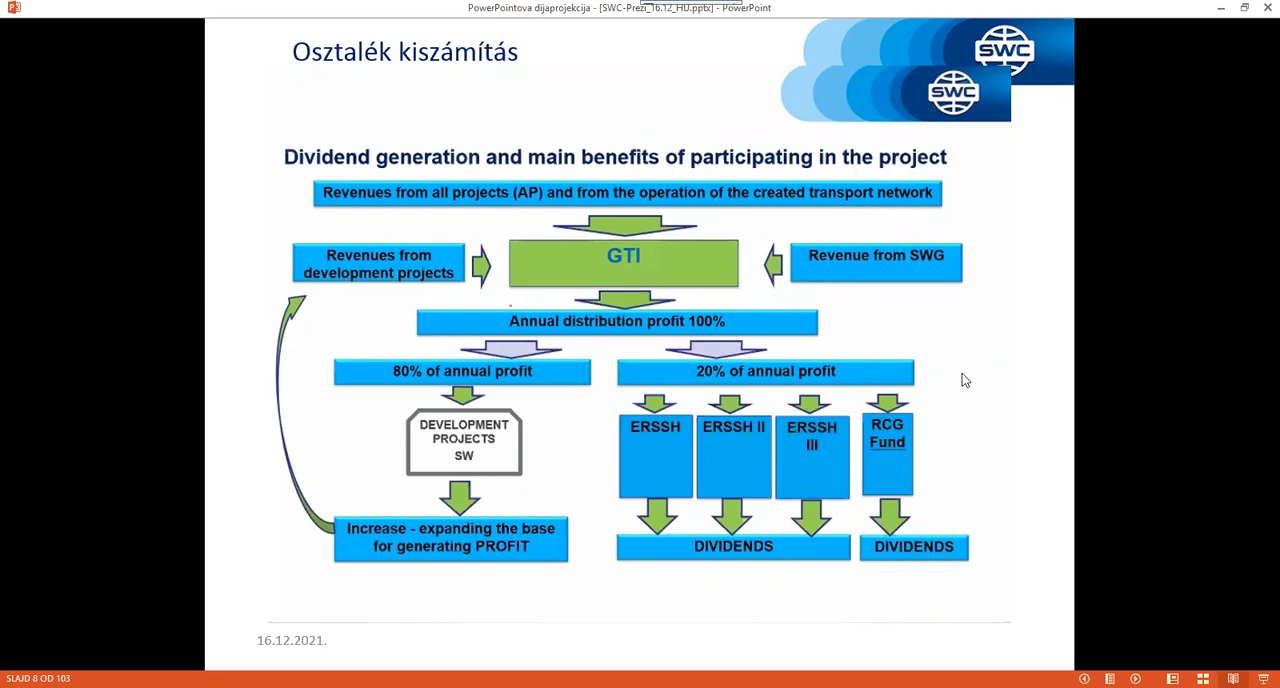 PowerPointova dijaprojekcija - [SWC-Prezi_16.12_HU.pptx] - PowerPoint
Osztalék kiszámítás
SWC
SWC
Dividend generation and main benefits of participating in the project
Revenues from all projects (AP) and from the operation of the created transport network
Revenues from
development projects
GTI
Revenue from SWG
Annual distribution profit 100%
80% of annual profit
20% of annual profit
DEVELOPMENT
PROJECTS
SW
ERSSH
ERSSH II
ERSSH
III
RCG
Fund
Increase - expanding the base
for generating PROFIT
DIVIDENDS
DIVIDENDS
16.12.2021.
SLAJD 8 OD 103